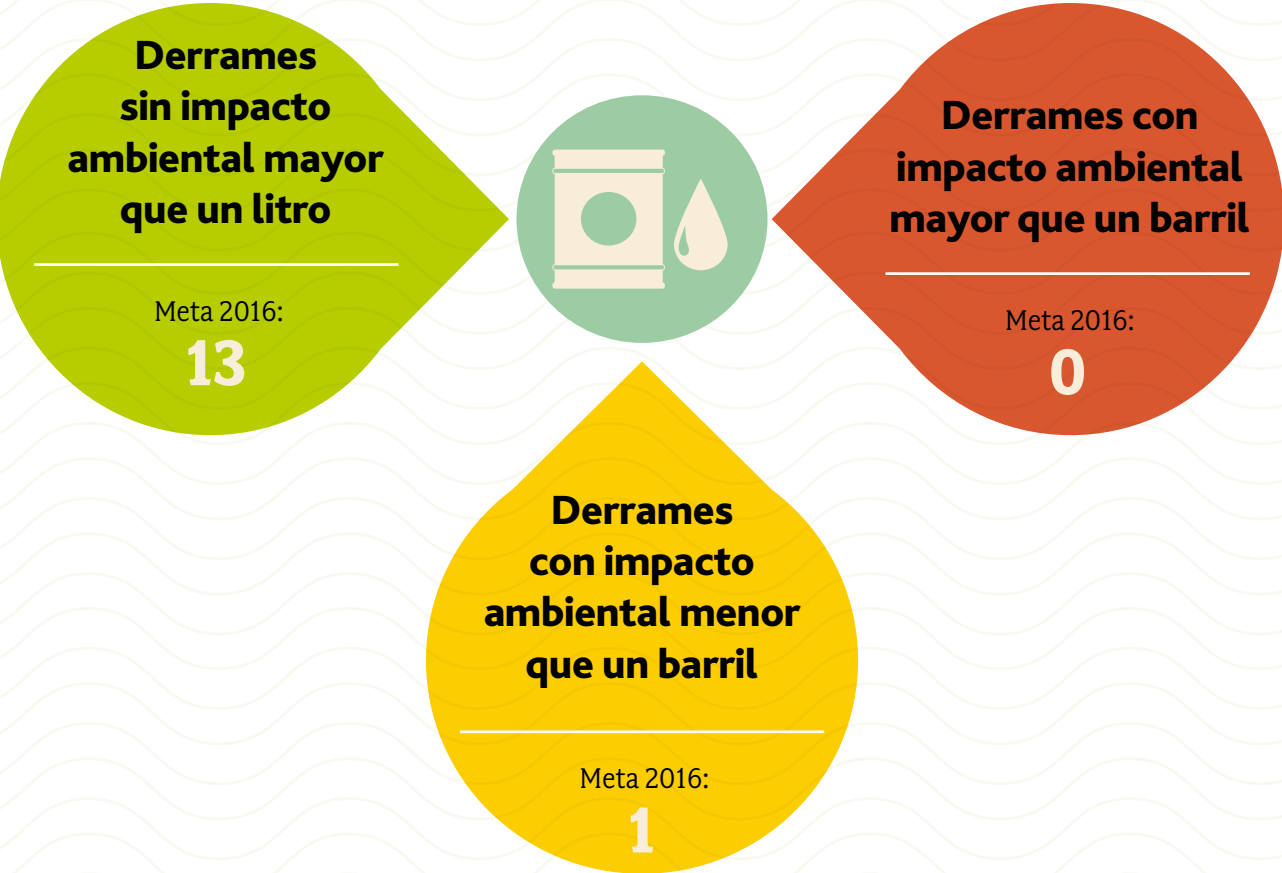 Derrames
sin impacto
ambiental mayor
que un litro
Meta 2016:
13
Derrames con
impacto ambiental
mayor que un barril
Meta 2016:
0
Derrames
con impacto
ambiental menor
que un barril
Meta 2016:
1